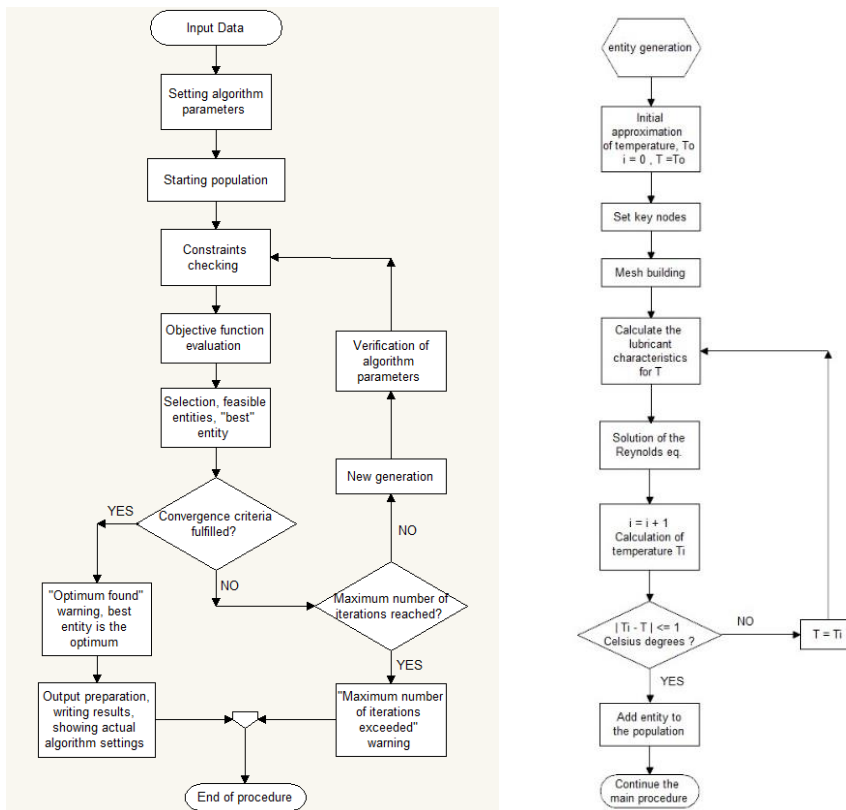 Input Data
Setting algorithm
parameters
Starting population
Constraints
checking
Objective function
evaluation
Selection, feasible
entities, "best"
entity
Convergence criteria
fulfilled?
YES
NO
"Optimum found"
warning, best
entity is the
optimum
Output preparation,
writing results,
showing actual
algorithm settings
Verification of
algorithm
parameters
New generation
NO
Maximum number of
iterations reached?
YES
"Maximum number
of iterations
exceeded"
warning
End of procedure
entity generation
Initial
approximation
of temperature, To
i = 0 , T =To
Set key nodes
Mesh building
Calculate the
lubricant
characteristics
for T
Solution of the
Reynolds eq.
i = i + 1
Calculation of
temperature Ti
| Ti - T | <= 1
Celsius degrees ?
NO
T = Ti
YES
Add entity to
the population
Continue the
main procedure